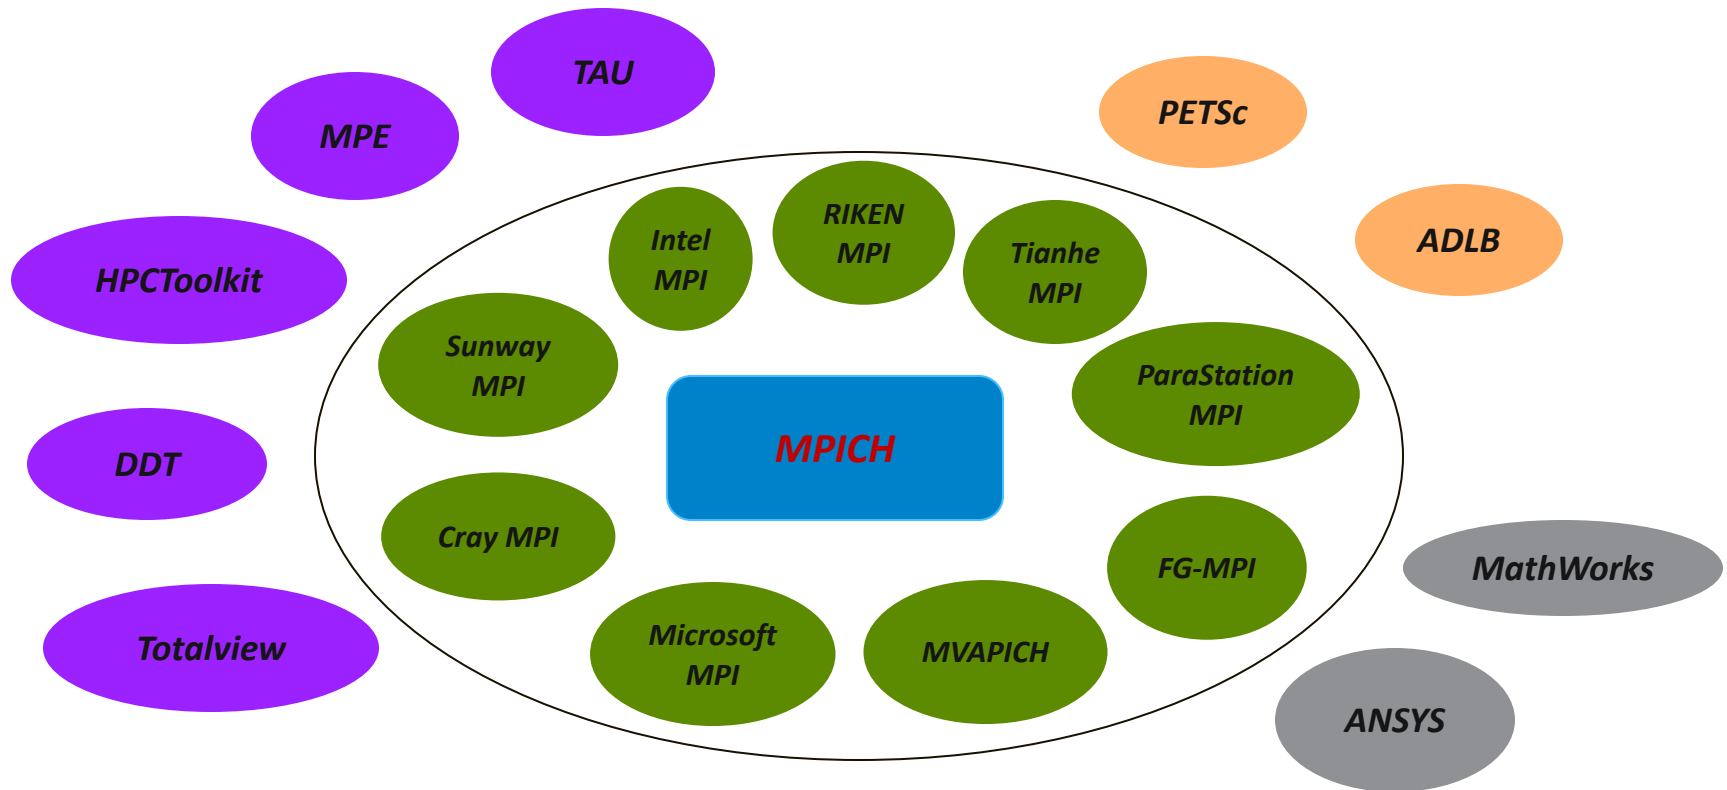 TAU
MPE
PETSc
ADLB
HPCToolkit
Intel
MPI
RIKEN
MPI
Tianhe
MPI
Sunway
MPI
ParaStation
MPI
MPICH
DDT
Cray MPI
FG-MPI
MathWorks
Totalview
Microsoft
MPI
MVAPICH
ANSYS